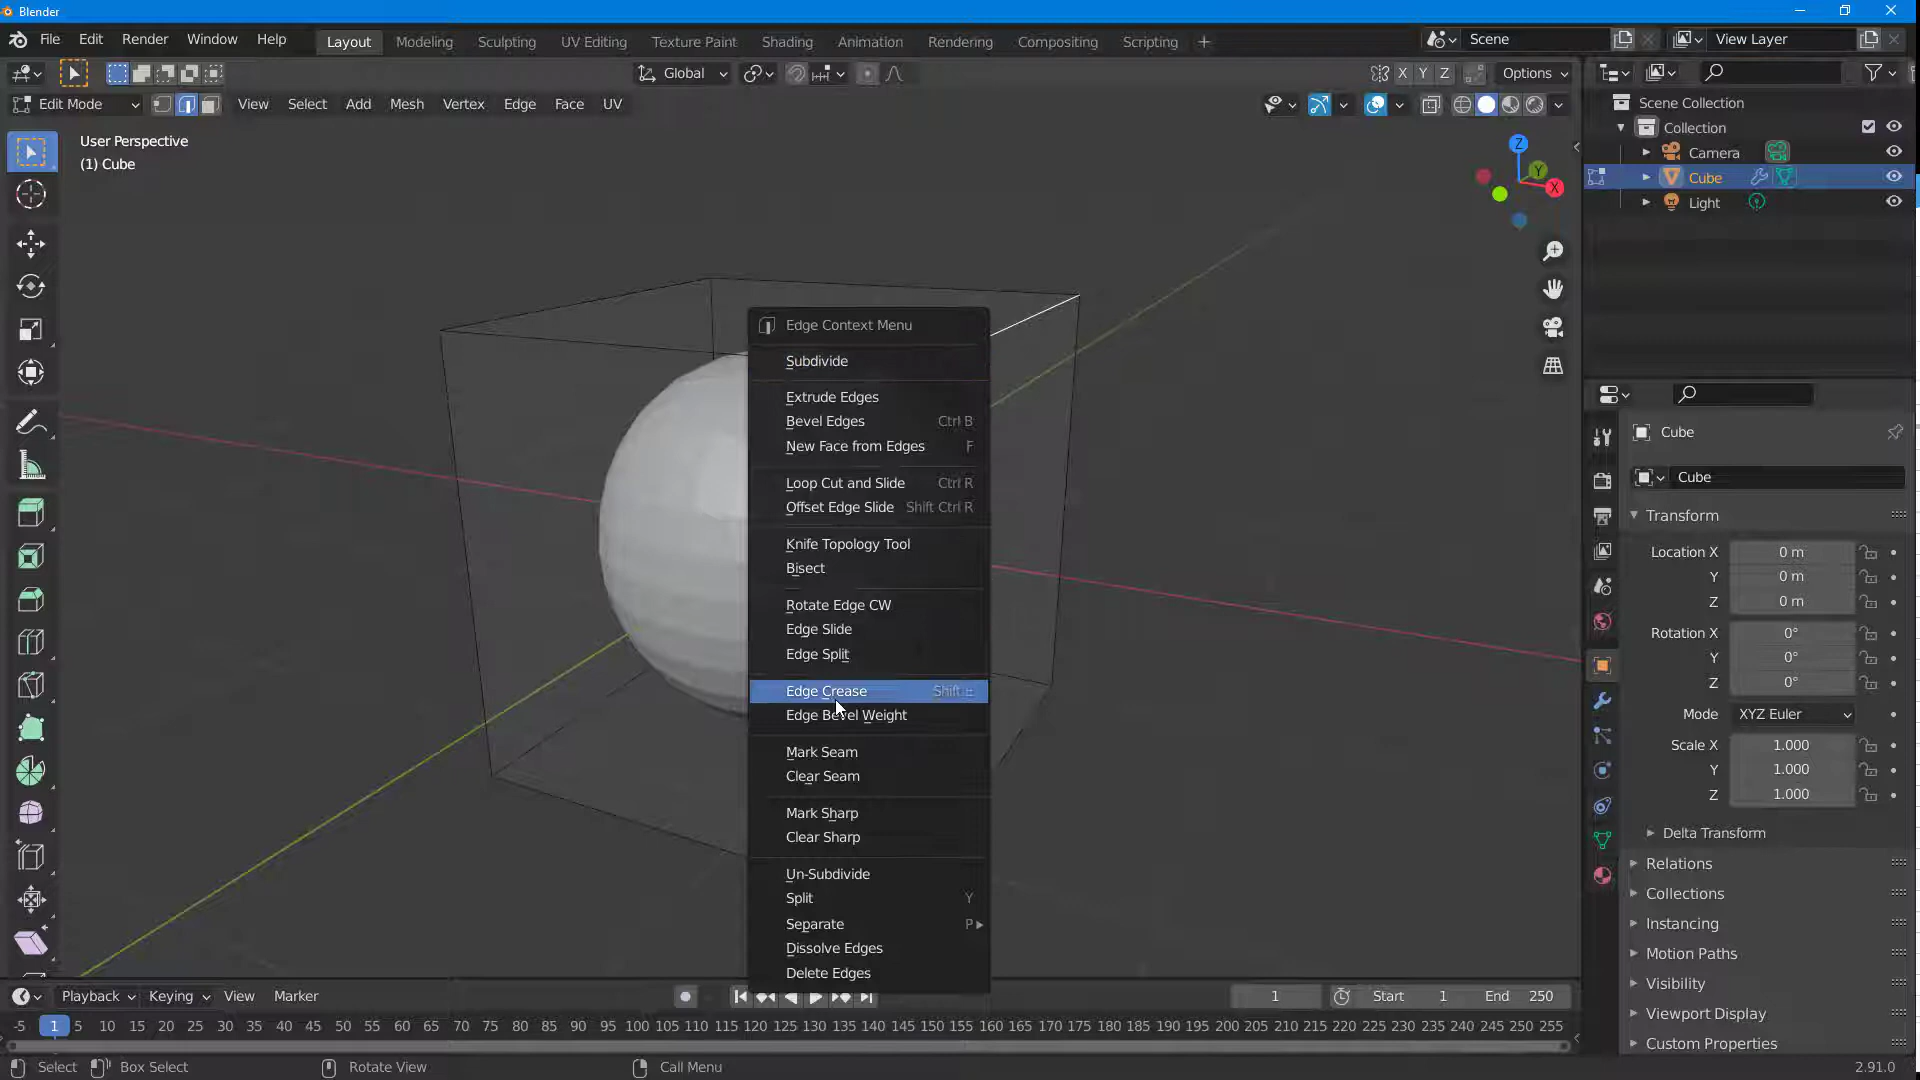 Blender
File Edit Render Window Help Layout Modeling Sculpting UV Editing Texture Paint Shading Animation Rendering Compositing Scripting + Scene View Layer
Global X Y Z Options
Edit Mode View Select Add Mesh Vertex Edge Face UV
User Perspective
(1) Cube
Z
Y
X
Scene Collection
Collection
Camera
Cube
Light
Edge Context Menu
Subdivide
Extrude Edges
Bevel Edges Ctrl B
New Face from Edges F
Loop Cut and Slide Ctrl R
Offset Edge Slide Shift Ctrl R
Knife Topology Tool
Bisect
Rotate Edge CW
Edge Slide
Edge Split
Edge Crease Shift E
Edge Bevel Weight
Mark Seam
Clear Seam
Mark Sharp
Clear Sharp
Un-Subdivide
Split Y
Separate P
Dissolve Edges
Delete Edges
Cube
Cube
Transform
Location X 0 m
Y 0 m
Z 0 m
Rotation X 0°
Y 0°
Z 0°
Mode XYZ Euler
Scale X 1.000
Y 1.000
Z 1.000
Delta Transform
Relations
Collections
Instancing
Motion Paths
Visibility
Viewport Display
Custom Properties
Playback Keying View Marker 1 Start 1 End 250
-5 1 5 10 15 20 25 30 35 40 45 50 55 60 65 70 75 80 85 90 95 100 105 110 115 120 125 130 135 140 145 150 155 160 165 170 175 180 185 190 195 200 205 210 215 220 225 230 235 240 245 250 255
Select Box Select Rotate View Call Menu 2.91.0